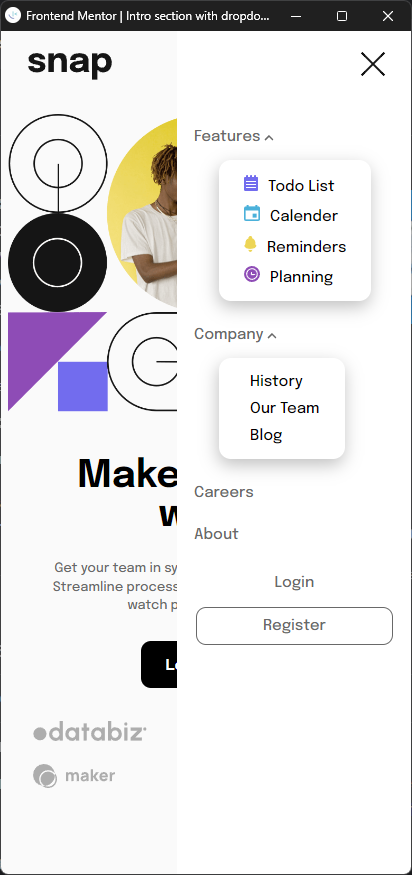 Frontend Mentor | Intro section with dropdo...
snap
Features
Todo List
Calender
Reminders
Planning
Company
History
Our Team
Blog
Careers
About
Login
Register
Make
Get your team in sy
Streamline process
watch p
databiz
maker